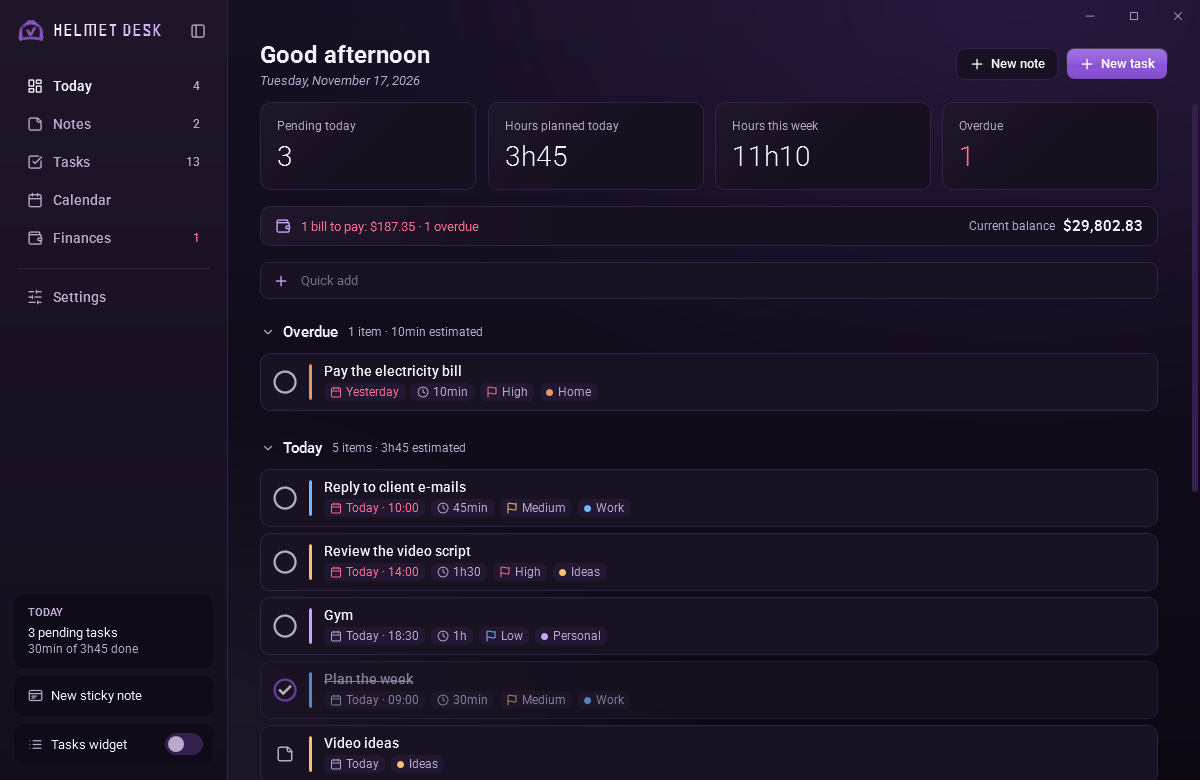 HELMET DESK
Today 4
Notes 2
Tasks 13
Calendar
Finances 1
Settings
TODAY
3 pending tasks
30min of 3h45 done
New sticky note
Tasks widget
Good afternoon
Tuesday, November 17, 2026
New note
New task
Pending today
3
Hours planned today
3h45
Hours this week
11h10
Overdue
1
1 bill to pay: $187.35 · 1 overdue
Current balance $29,802.83
Quick add
Overdue 1 item · 10min estimated
Pay the electricity bill
Yesterday 10min High Home
Today 5 items · 3h45 estimated
Reply to client e-mails
Today · 10:00 45min Medium Work
Review the video script
Today · 14:00 1h30 High Ideas
Gym
Today · 18:30 1h Low Personal
Plan the week
Today · 09:00 30min Medium Work
Video ideas
Today Ideas